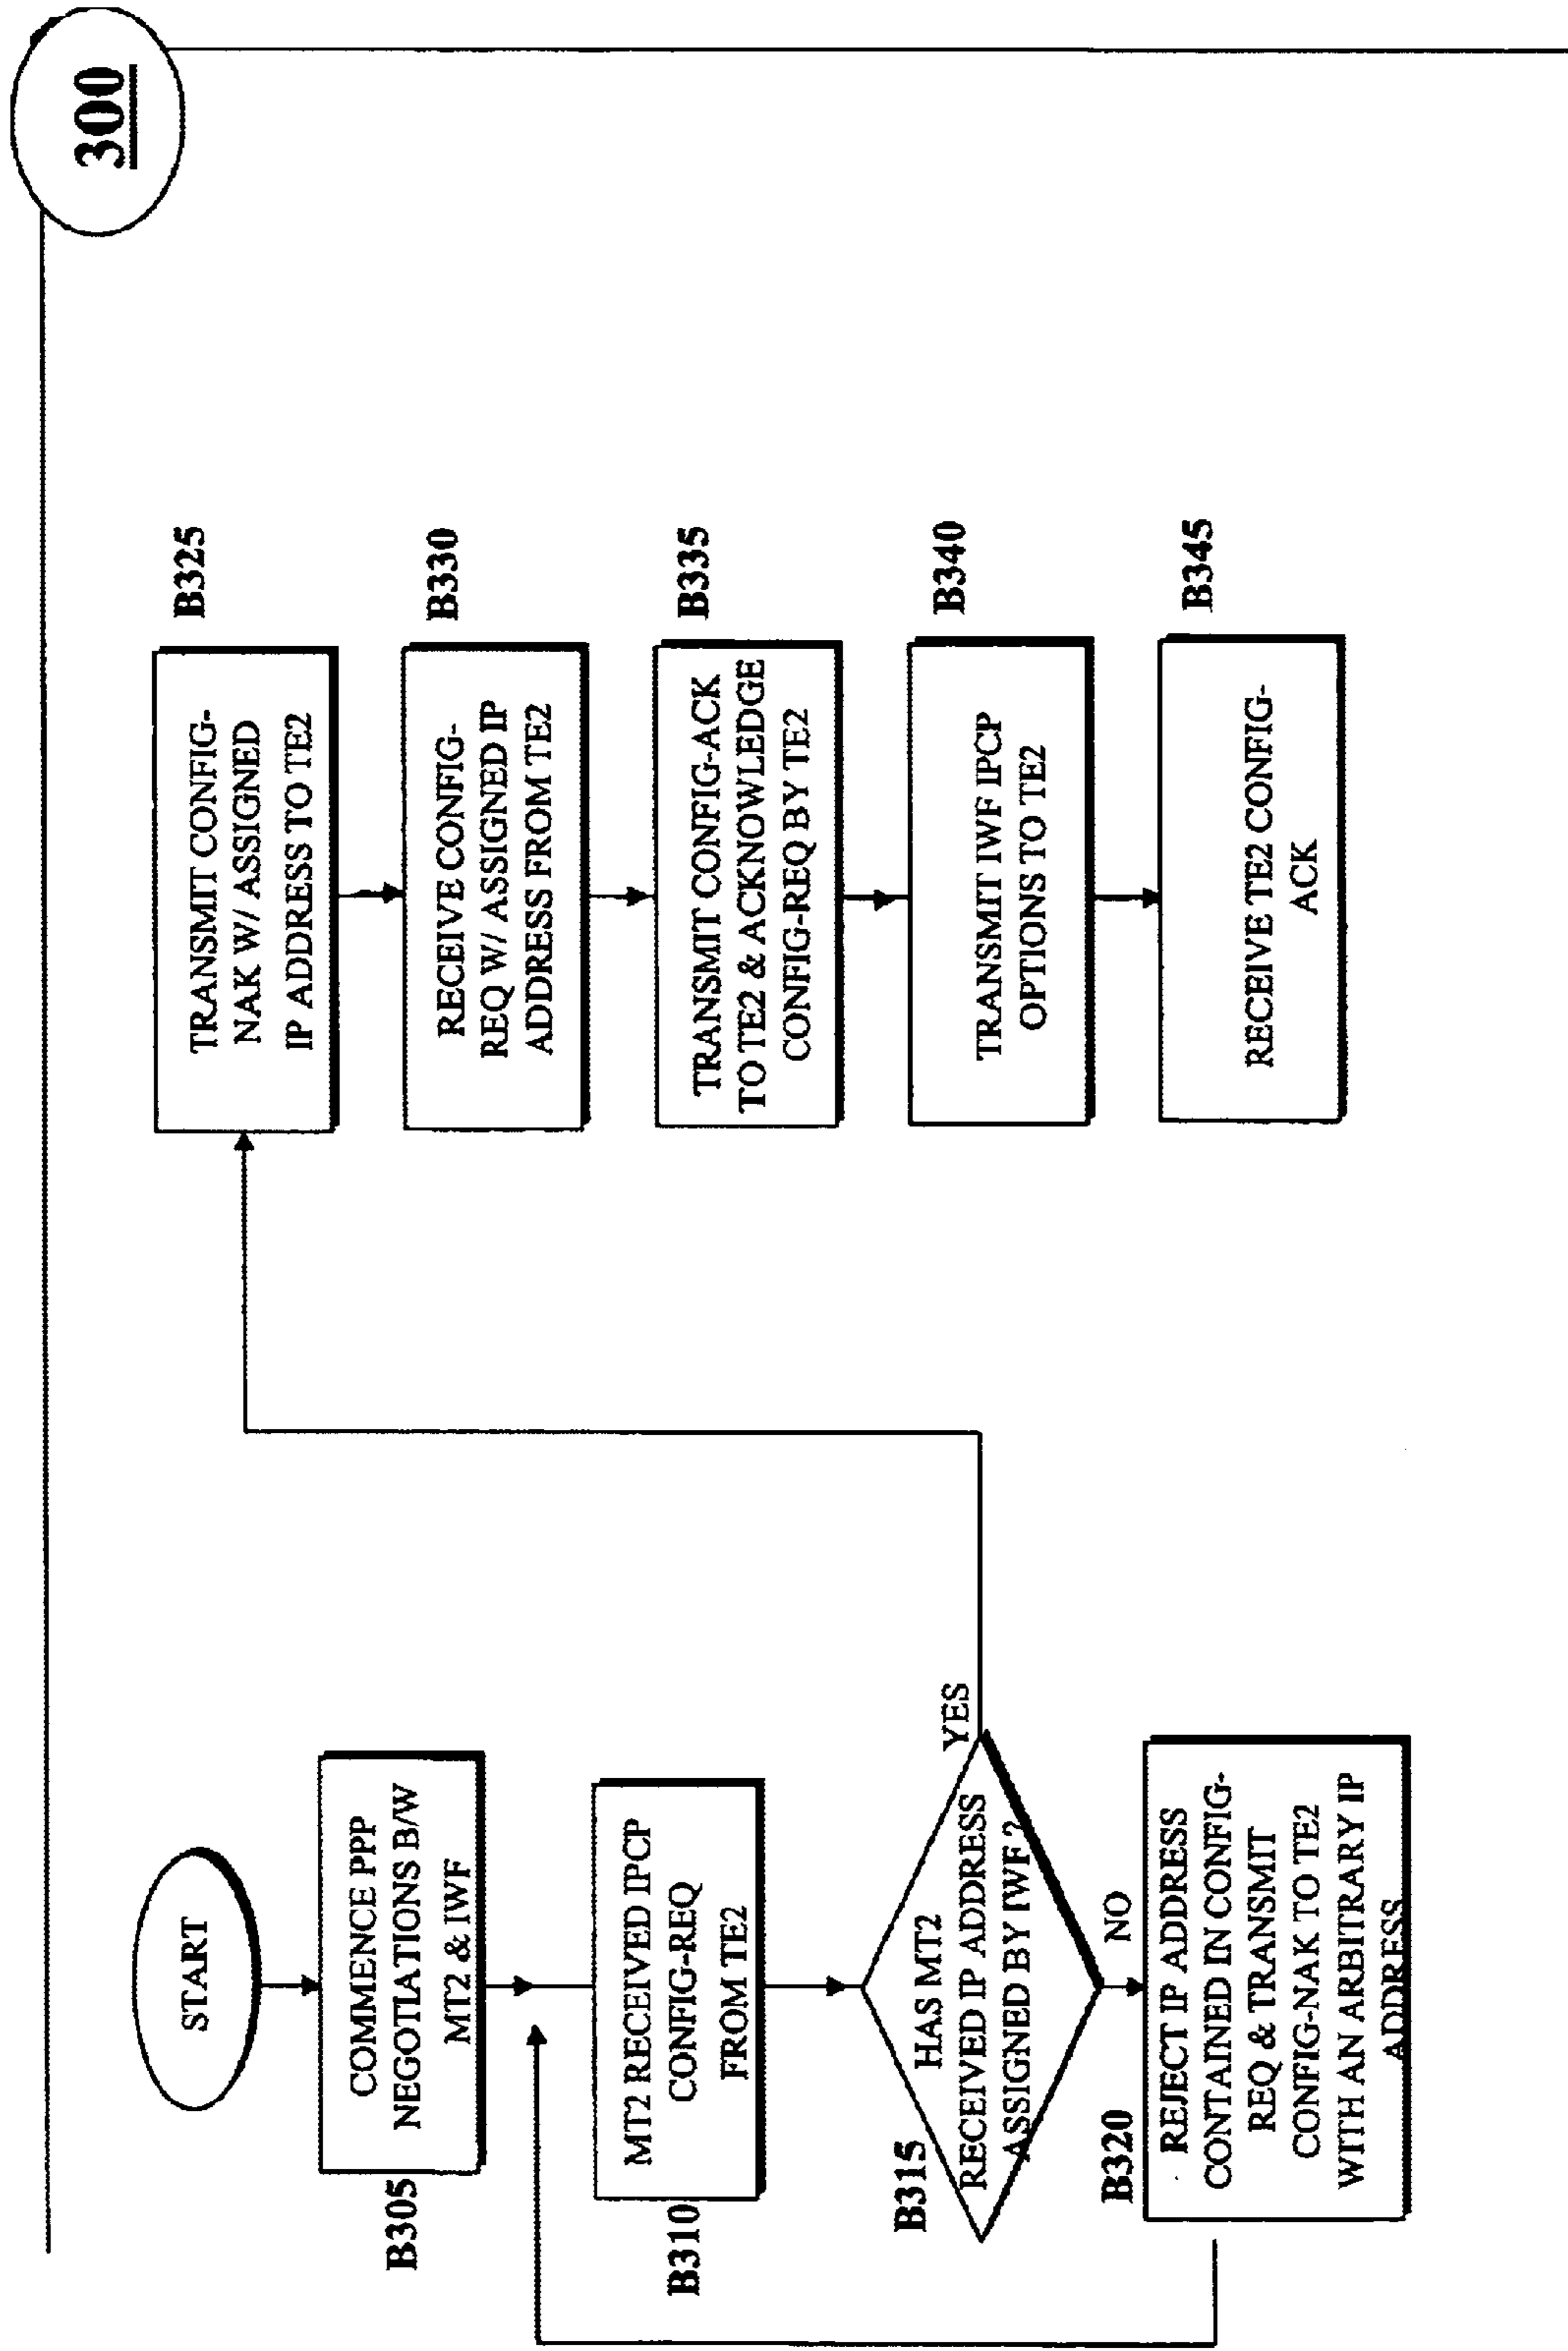 300
START
B305
COMMENCE PPP
NEGOTIATIONS B/W
MT2 & IWF
B310
MT2 RECEIVED IPCP
CONFIG-REQ
FROM TE2
B315
HAS MT2
RECEIVED IP ADDRESS
ASSIGNED BY IWF?
YES
NO
B320
REJECT IP ADDRESS
CONTAINED IN CONFIG-
REQ & TRANSMIT
CONFIG-NAK TO TE2
WITH AN ARBITRARY IP
ADDRESS
B325
TRANSMIT CONFIG-
NAK W/ ASSIGNED
IP ADDRESS TO TE2
B330
RECEIVE CONFIG-
REQ W/ ASSIGNED IP
ADDRESS FROM TE2
B335
TRANSMIT CONFIG-ACK
TO TE2 & ACKNOWLEDGE
CONFIG-REQ BY TE2
B340
TRANSMIT IWF IPCP
OPTIONS TO TE2
B345
RECEIVE TE2 CONFIG-
ACK